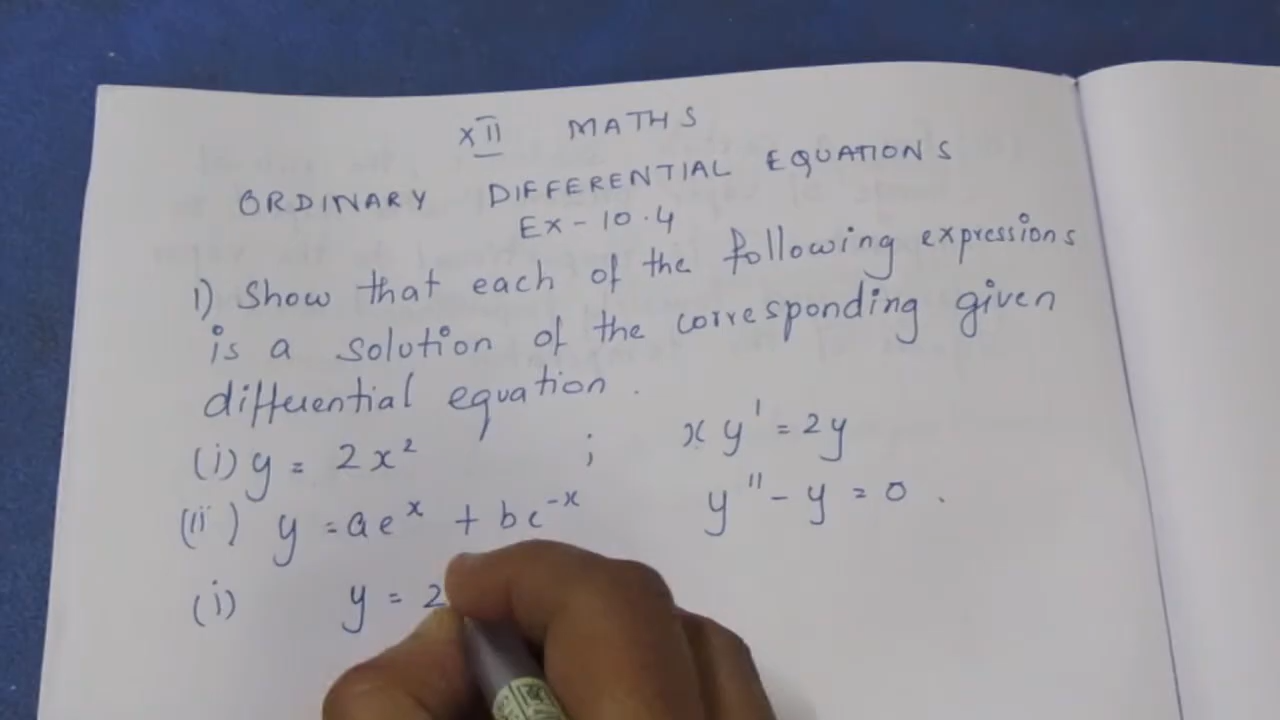 XII MATHS
ORDINARY DIFFERENTIAL EQUATIONS
Ex - 10.4
1) Show that each of the following expressions
is a solution of the corresponding given
differential equation.
(i) y = 2x² ; xy' = 2y
(ii) y = ae^x + be^-x y'' - y = 0.
(i) y = 2